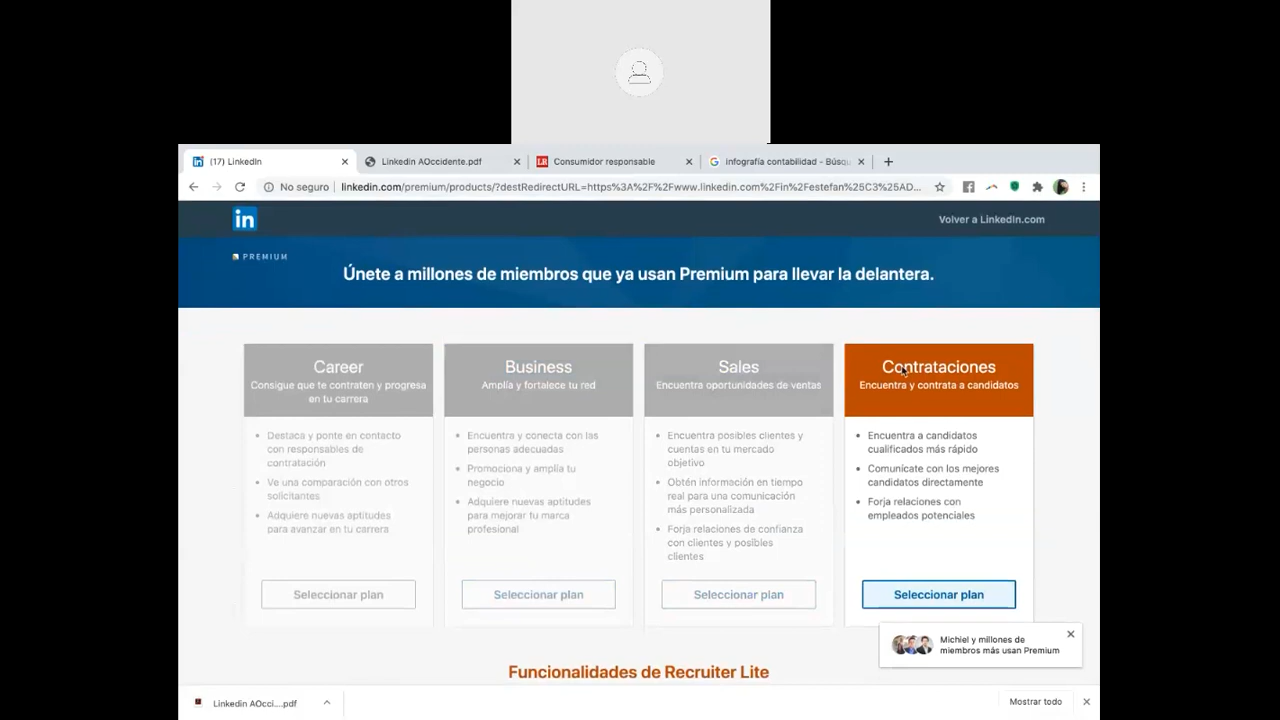 (17) LinkedIn
Linkedin AOccidente.pdf
LR
Consumidor responsable
infografía contabilidad - Búsqu
No seguro
linkedin.com/premium/products/?destRedirectURL=https%3A%2F%2Fwww.linkedin.com%2Fin%2Festefan%25C3%25AD...
in
Volver a LinkedIn.com
PREMIUM
Únete a millones de miembros que ya usan Premium para llevar la delantera.
Career
Consigue que te contraten y progresa
en tu carrera
Destaca y ponte en contacto
con responsables de
contratación
Ve una comparación con otros
solicitantes
Adquiere nuevas aptitudes
para avanzar en tu carrera
Seleccionar plan
Business
Amplía y fortalece tu red
Encuentra y conecta con las
personas adecuadas
Promociona y amplía tu
negocio
Adquiere nuevas aptitudes
para mejorar tu marca
profesional
Seleccionar plan
Sales
Encuentra oportunidades de ventas
Encuentra posibles clientes y
cuentas en tu mercado
objetivo
Obtén información en tiempo
real para una comunicación
más personalizada
Forja relaciones de confianza
con clientes y posibles
clientes
Seleccionar plan
Contrataciones
Encuentra y contrata a candidatos
Encuentra a candidatos
cualificados más rápido
Comunícate con los mejores
candidatos directamente
Forja relaciones con
empleados potenciales
Seleccionar plan
Michiel y millones de
miembros más usan Premium
Funcionalidades de Recruiter Lite
Linkedin AOcci....pdf
Mostrar todo